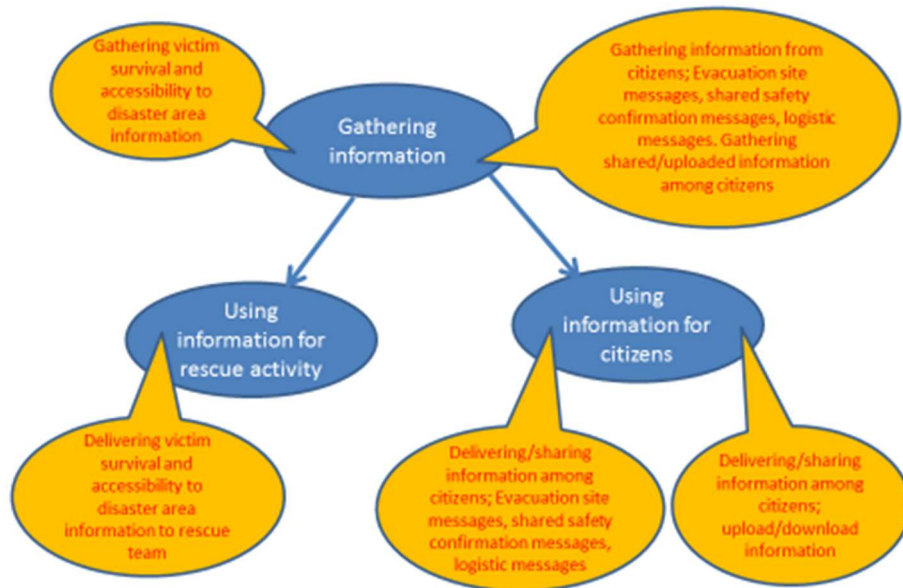 Gathering victim
survival and
accessibility to
disaster area
information
Gathering
information
Gathering information from
citizens; Evacuation site
messages, shared safety
confirmation messages, logistic
messages. Gathering
shared/uploaded information
among citizens
Using
information for
rescue activity
Using
information for
citizens
Delivering victim
survival and
accessibility to
disaster area
information to rescue
team
Delivering/sharing
information among
citizens; Evacuation site
messages, shared safety
confirmation messages,
logistic messages
Delivering/sharing
information among
citizens;
upload/download
information